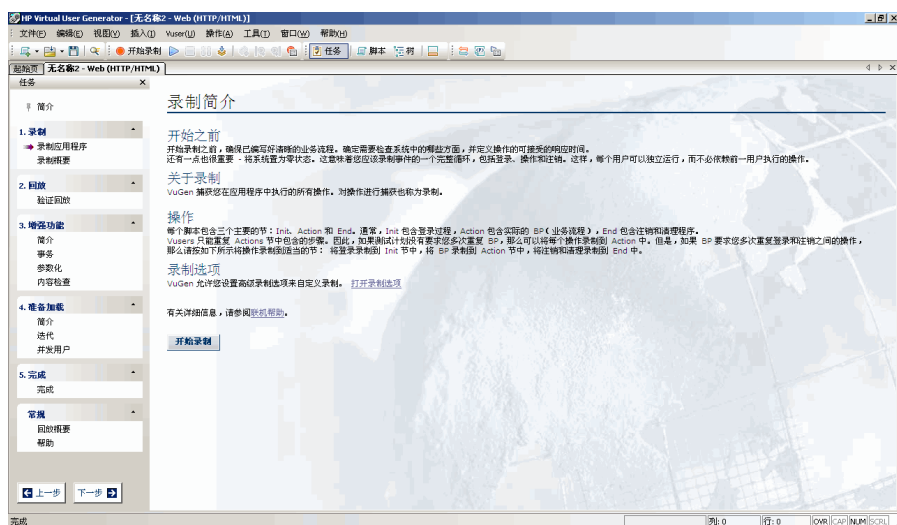 HP Virtual User Generator - [无名称2 - Web (HTTP/HTML)]
文件(F) 编辑(E) 视图(V) 插入(I) Vuser(U) 操作(A) 工具(T) 窗口(W) 帮助(H)
开始录制 任务 脚本 树
起始页 无名称2 - Web (HTTP/HTML)
任务
简介
1. 录制
录制应用程序
录制概要
2. 回放
验证回放
3. 增强功能
简介
事务
参数化
内容检查
4. 准备加载
简介
迭代
并发用户
5. 完成
完成
常规
回放概要
帮助
上一步 下一步
录制简介
开始之前
开始录制之前，确保已编写好清晰的业务流程。确定需要检查系统中的哪些方面，并定义操作的可接受的响应时间。
还有一点也很重要 - 将系统置为零状态。这意味着您应该录制事件的一个完整循环，包括登录、操作和注销。这样，每个用户可以独立运行，而不必依赖前一用户执行的操作。
关于录制
VuGen 捕获您在应用程序中执行的所有操作。对操作进行捕获也称为录制。
操作
每个脚本包含三个主要的节：Init、Action 和 End。通常，Init 包含登录过程，Action 包含实际的 BP（业务流程），End 包含注销和清理程序。
Vusers 只能重复 Actions 节中包含的步骤。因此，如果测试计划没有要求您多次重复 BP，那么可以将每个操作录制到 Action 中。但是，如果 BP 要求您多次重复登录和注销之间的操作，
那么请按如下所示将操作录制到适当的节： 将登录录制到 Init 节中，将 BP 录制到 Action 节中，将注销和清理录制到 End 中。
录制选项
VuGen 允许您设置高级录制选项来自定义录制。 打开录制选项
有关详细信息，请参阅联机帮助。
开始录制
完成 列: 0 行: 0 OVR CAP NUM SCRL